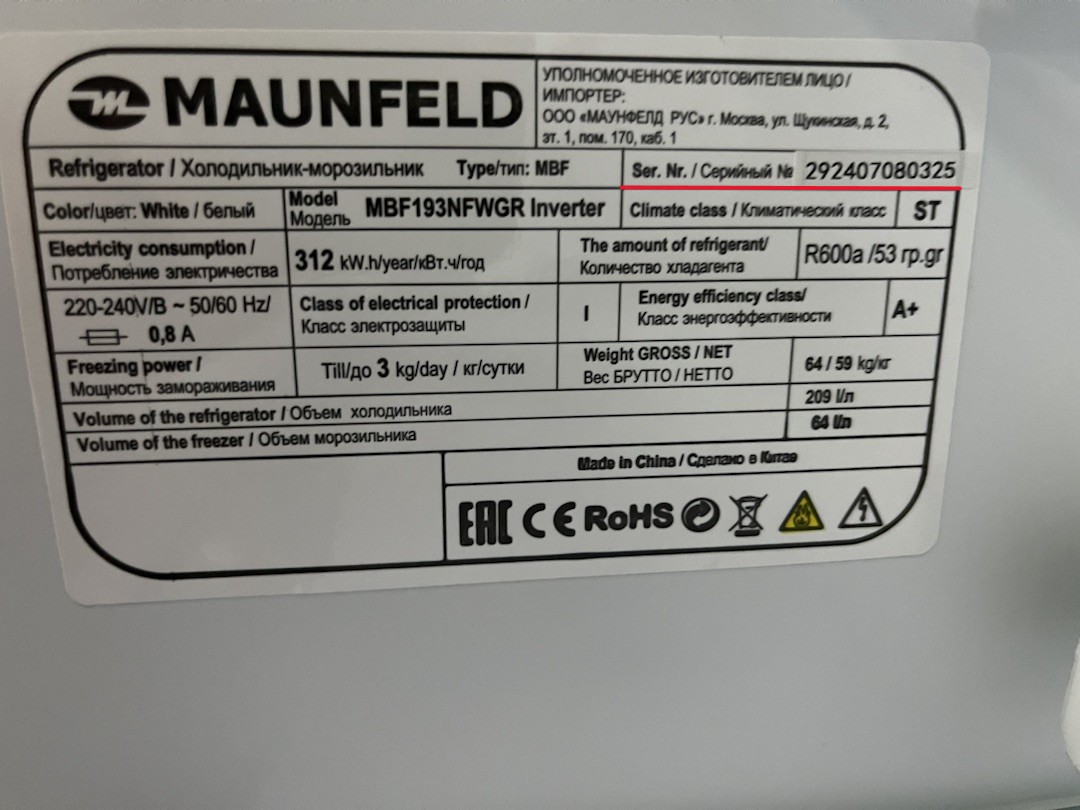 MAUNFELD
УПОЛНОМОЧЕННОЕ ИЗГОТОВИТЕЛЕМ ЛИЦО /
ИМПОРТЕР:
ООО «МАУНФЕЛД РУС» г. Москва, ул. Щукинская, д. 2,
эт. 1, пом. 170, каб. 1
Refrigerator / Холодильник-морозильник Type/тип: MBF
Ser. Nr. / Серийный № 292407080325
Color/цвет: White / белый
Model
Модель MBF193NFWGR Inverter
Climate class / Климатический класс ST
Electricity consumption /
Потребление электричества
312 kW.h/year/кВт.ч/год
The amount of refrigerant/
Количество хладагента
R600a /53 гр.gr
220-240V/В ~ 50/60 Hz/
0,8 A
Class of electrical protection /
Класс электрозащиты
I
Energy efficiency class/
Класс энергоэффективности
A+
Freezing power /
Мощность замораживания
Till/до 3 kg/day / кг/сутки
Weight GROSS / NET
Вес БРУТТО / НЕТТО
64 / 59 kg/кг
Volume of the refrigerator / Объем холодильника 209 l/л
Volume of the freezer / Объем морозильника 64 l/л
Made in China / Сделано в Китае
EAC CE RoHS